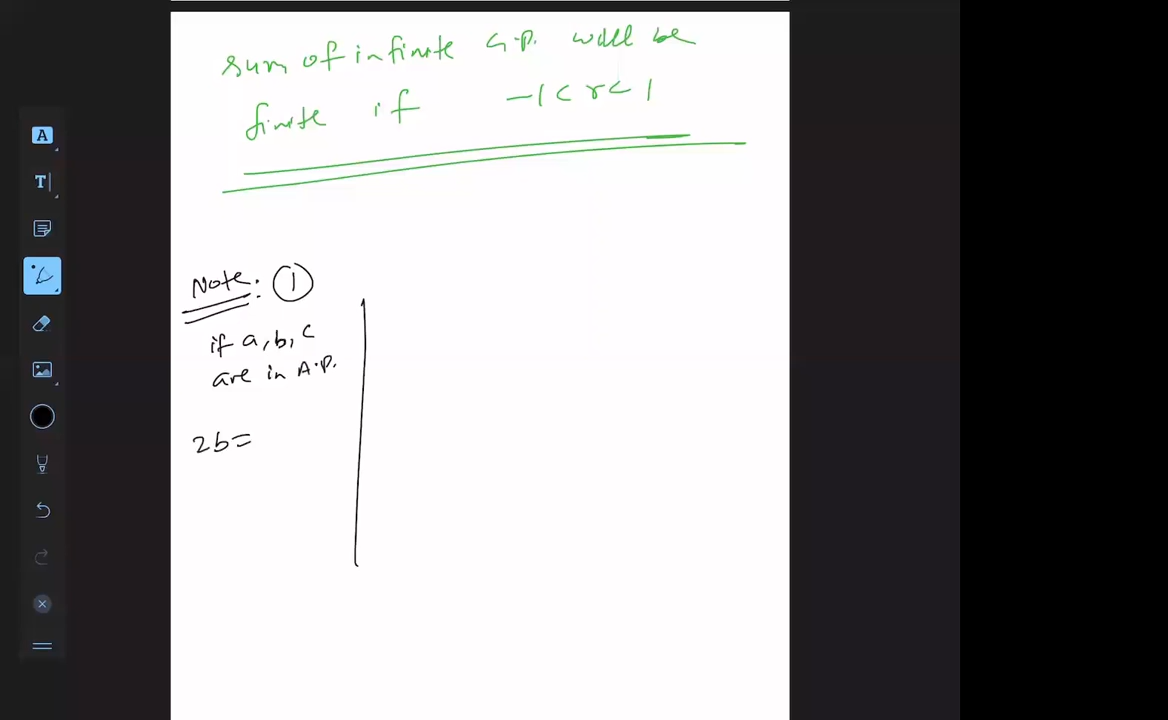 sum of infinite G.P. will be
finite if -1 < r < 1
Note: ①
if a, b, c
are in A.P.
2b =
A
T